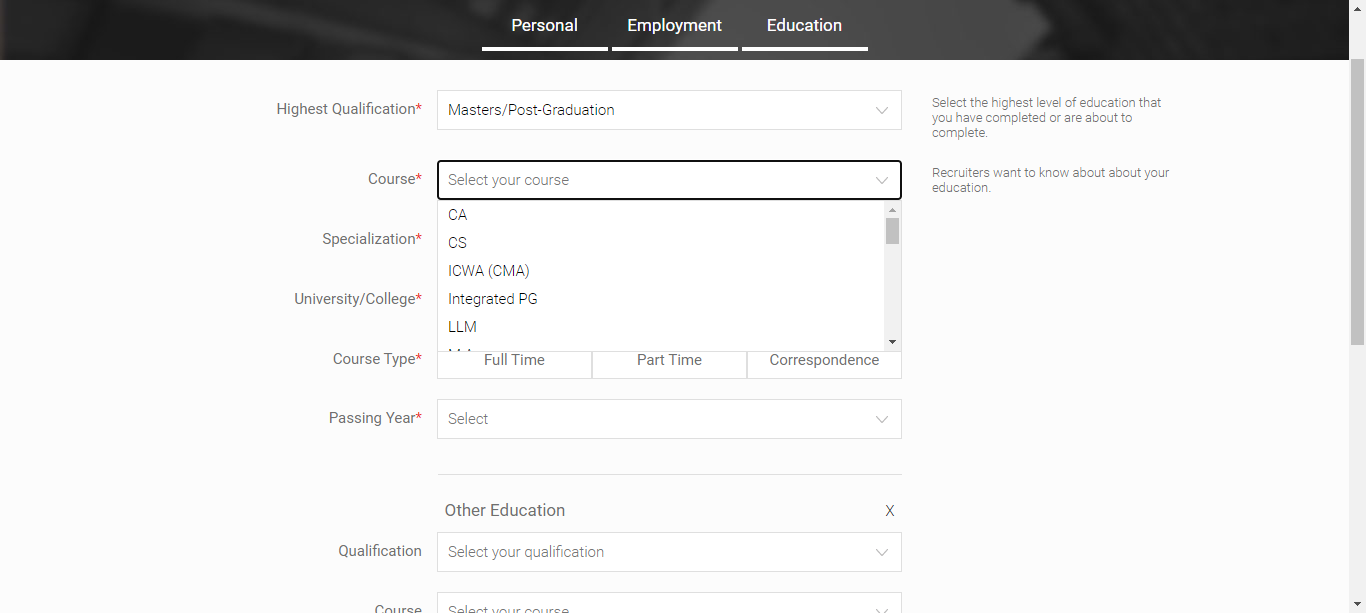 Personal Employment Education
Highest Qualification*
Masters/Post-Graduation
Select the highest level of education that
you have completed or are about to
complete.
Course*
Select your course
Recruiters want to know about about your
education.
CA
CS
ICWA (CMA)
Integrated PG
LLM
Specialization*
University/College*
Course Type*
Full Time Part Time Correspondence
Passing Year*
Select
Other Education X
Qualification
Select your qualification
Course
Select your course